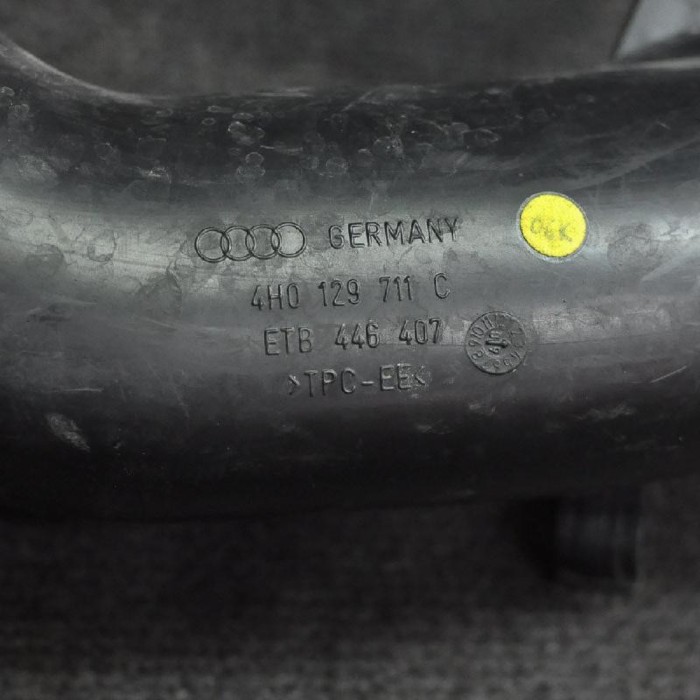 GERMANY
4H0 129 711 C
ETB 446 407
>TPC-EE<